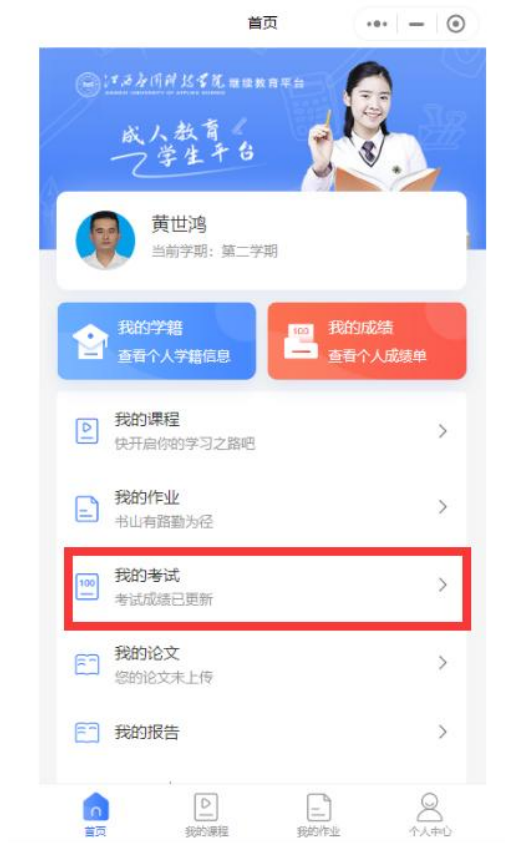 首页
江西应用科技学院 继续教育平台
成人教育
学生平台
黄世鸿
当前学期：第二学期
我的学籍
查看个人学籍信息
100
我的成绩
查看个人成绩单
我的课程
快开启你的学习之路吧
我的作业
书山有路勤为径
100
我的考试
考试成绩已更新
我的论文
您的论文未上传
我的报告
首页
我的课程
我的作业
个人中心